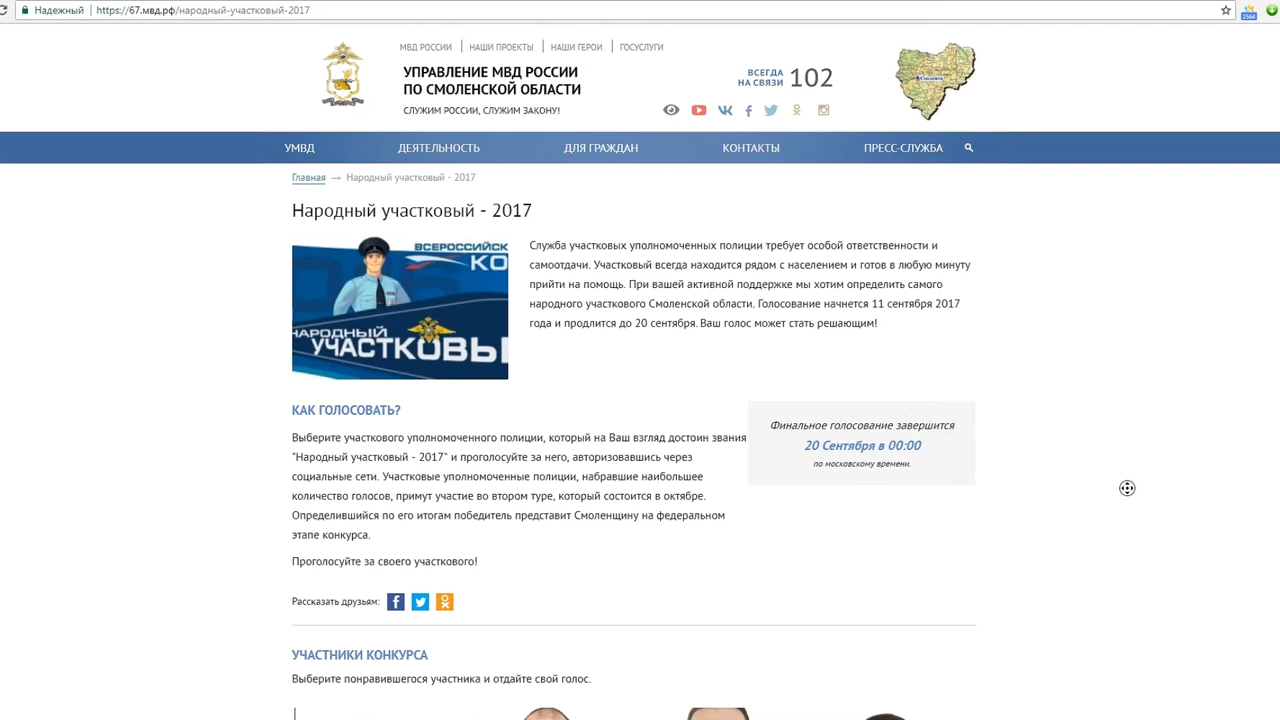 Надежный
https://67.мвд.рф/народный-участковый-2017
2564
МВД РОССИИ
НАШИ ПРОЕКТЫ
НАШИ ГЕРОИ
ГОСУСЛУГИ
УПРАВЛЕНИЕ МВД РОССИИ
ПО СМОЛЕНСКОЙ ОБЛАСТИ
СЛУЖИМ РОССИИ, СЛУЖИМ ЗАКОНУ!
ВСЕГДА
НА СВЯЗИ
102
Смоленск
УМВД
ДЕЯТЕЛЬНОСТЬ
ДЛЯ ГРАЖДАН
КОНТАКТЫ
ПРЕСС-СЛУЖБА
Главная → Народный участковый - 2017
Народный участковый - 2017
ВСЕРОССИЙСК
КО
НАРОДНЫЙ
УЧАСТКОВЫ
Служба участковых уполномоченных полиции требует особой ответственности и
самоотдачи. Участковый всегда находится рядом с населением и готов в любую минуту
прийти на помощь. При вашей активной поддержке мы хотим определить самого
народного участкового Смоленской области. Голосование начнется 11 сентября 2017
года и продлится до 20 сентября. Ваш голос может стать решающим!
КАК ГОЛОСОВАТЬ?
Выберите участкового уполномоченного полиции, который на Ваш взгляд достоин звания
"Народный участковый - 2017" и проголосуйте за него, авторизовавшись через
социальные сети. Участковые уполномоченные полиции, набравшие наибольшее
количество голосов, примут участие во втором туре, который состоится в октябре.
Определившийся по его итогам победитель представит Смоленщину на федеральном
этапе конкурса.
Проголосуйте за своего участкового!
Финальное голосование завершится
20 Сентября в 00:00
по московскому времени.
Рассказать друзьям:
УЧАСТНИКИ КОНКУРСА
Выберите понравившегося участника и отдайте свой голос.